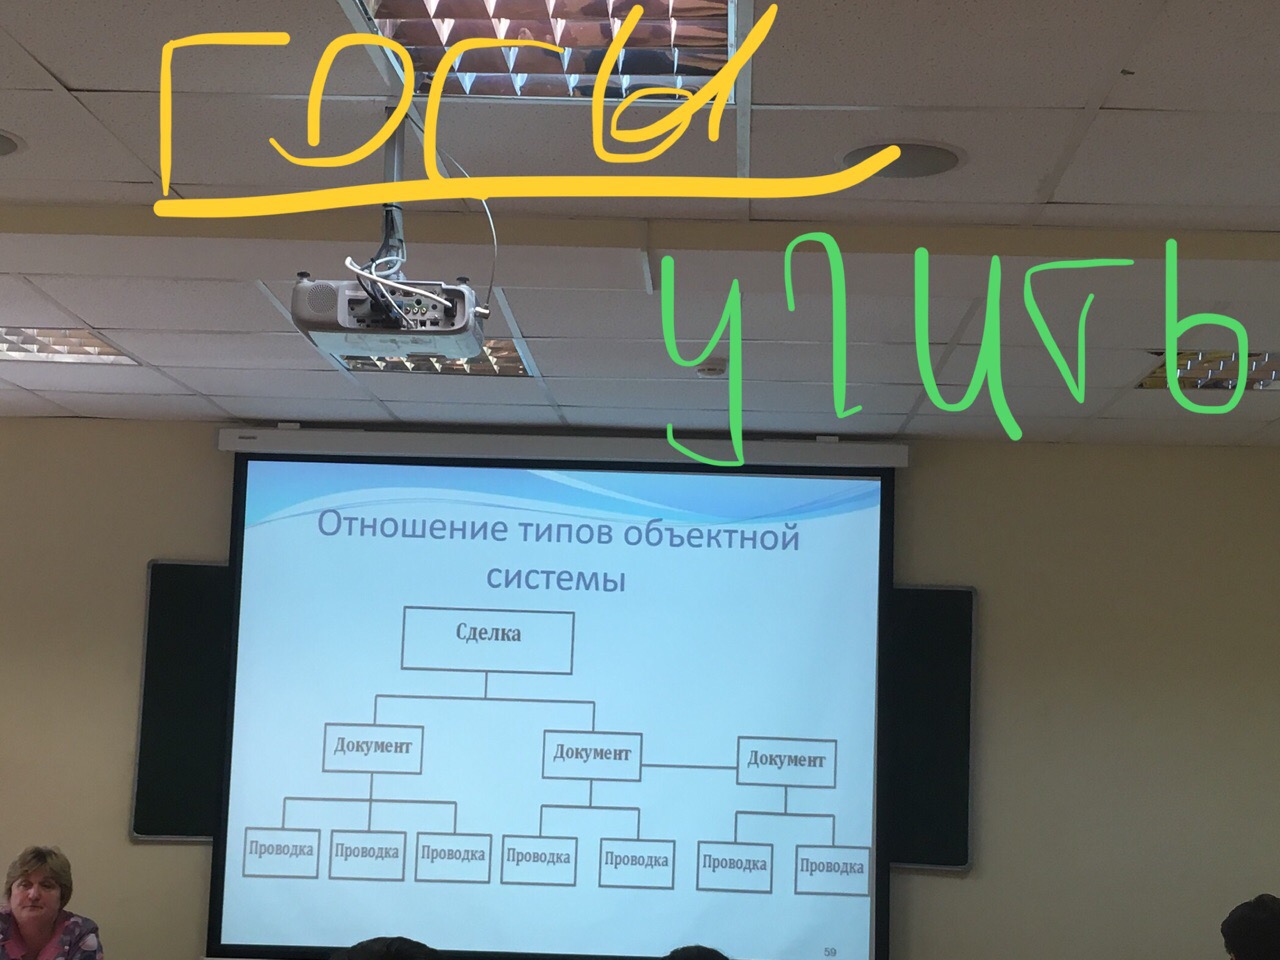 ГОСЫ
учить
Отношение типов объектной
системы
Сделка
Документ Документ Документ
Проводка Проводка Проводка Проводка Проводка Проводка Проводка
59